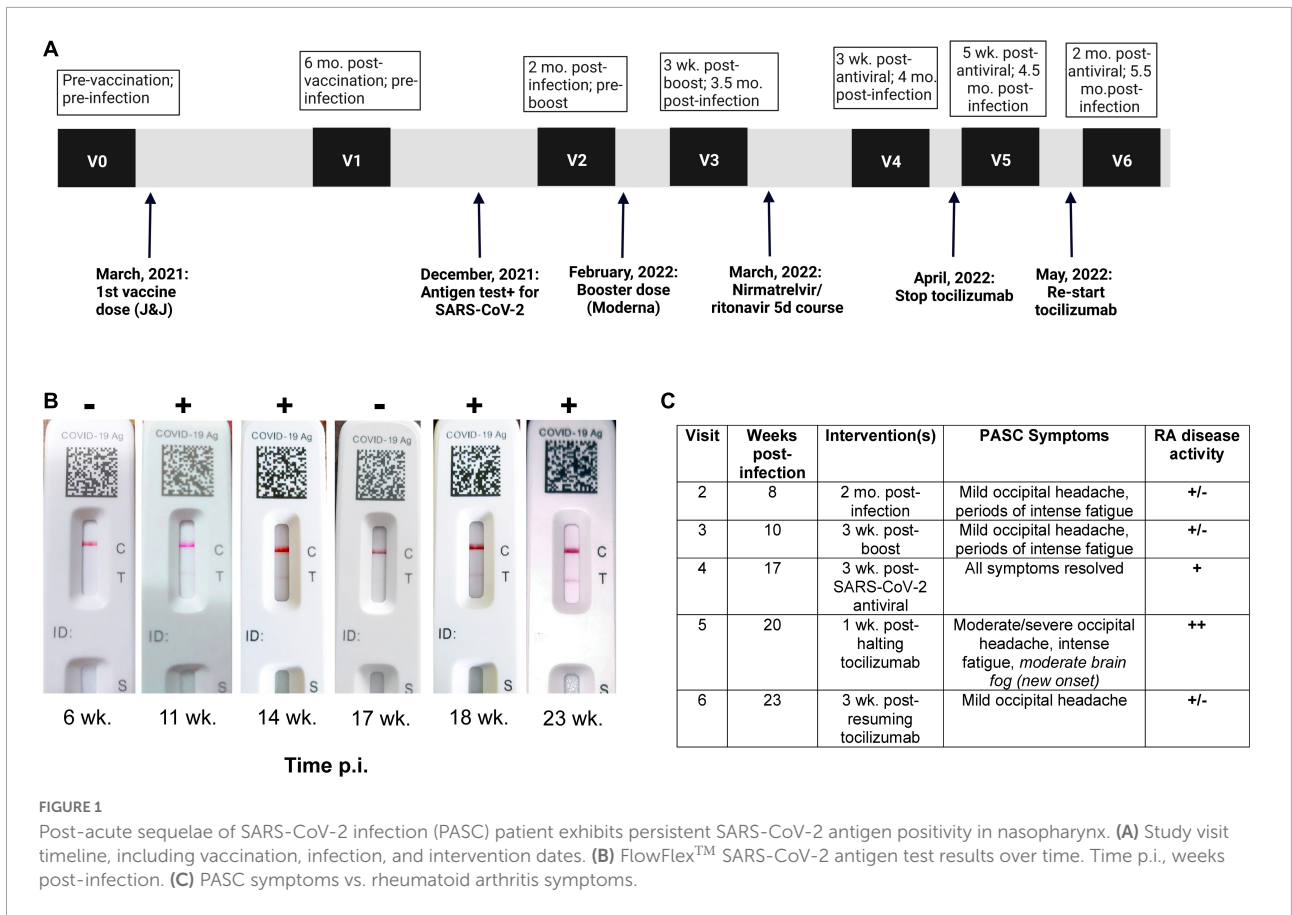 A
Pre-vaccination;
pre-infection
6 mo. post-
vaccination; pre-
infection
2 mo. post-
infection; pre-
boost
3 wk. post-
boost; 3.5 mo.
post-infection
3 wk. post-
antiviral; 4 mo.
post-infection
5 wk. post-
antiviral; 4.5
mo. post-
infection
2 mo. post-
antiviral; 5.5
mo.post-
infection
V0
V1
V2
V3
V4
V5
V6
March, 2021:
1st vaccine
dose (J&J)
December, 2021:
Antigen test+ for
SARS-CoV-2
February, 2022:
Booster dose
(Moderna)
March, 2022:
Nirmatrelvir/
ritonavir 5d course
April, 2022:
Stop tocilizumab
May, 2022:
Re-start
tocilizumab
B
- + + - + +
COVID-19 Ag COVID-19 Ag COVID-19 Ag COVID-19 Ag COVID-19 Ag COVID-19 Ag
C C C C C C
T T T T T T
ID: ID: ID: ID:
S S S S S S
6 wk. 11 wk. 14 wk. 17 wk. 18 wk. 23 wk.
Time p.i.
C
Visit Weeks post-infection Intervention(s) PASC Symptoms RA disease activity
2 8 2 mo. post-infection Mild occipital headache, periods of intense fatigue +/-
3 10 3 wk. post-boost Mild occipital headache, periods of intense fatigue +/-
4 17 3 wk. post-SARS-CoV-2 antiviral All symptoms resolved +
5 20 1 wk. post-halting tocilizumab Moderate/severe occipital headache, intense fatigue, moderate brain fog (new onset) ++
6 23 3 wk. post-resuming tocilizumab Mild occipital headache +/-
FIGURE 1
Post-acute sequelae of SARS-CoV-2 infection (PASC) patient exhibits persistent SARS-CoV-2 antigen positivity in nasopharynx. (A) Study visit
timeline, including vaccination, infection, and intervention dates. (B) FlowFlex™ SARS-CoV-2 antigen test results over time. Time p.i., weeks
post-infection. (C) PASC symptoms vs. rheumatoid arthritis symptoms.